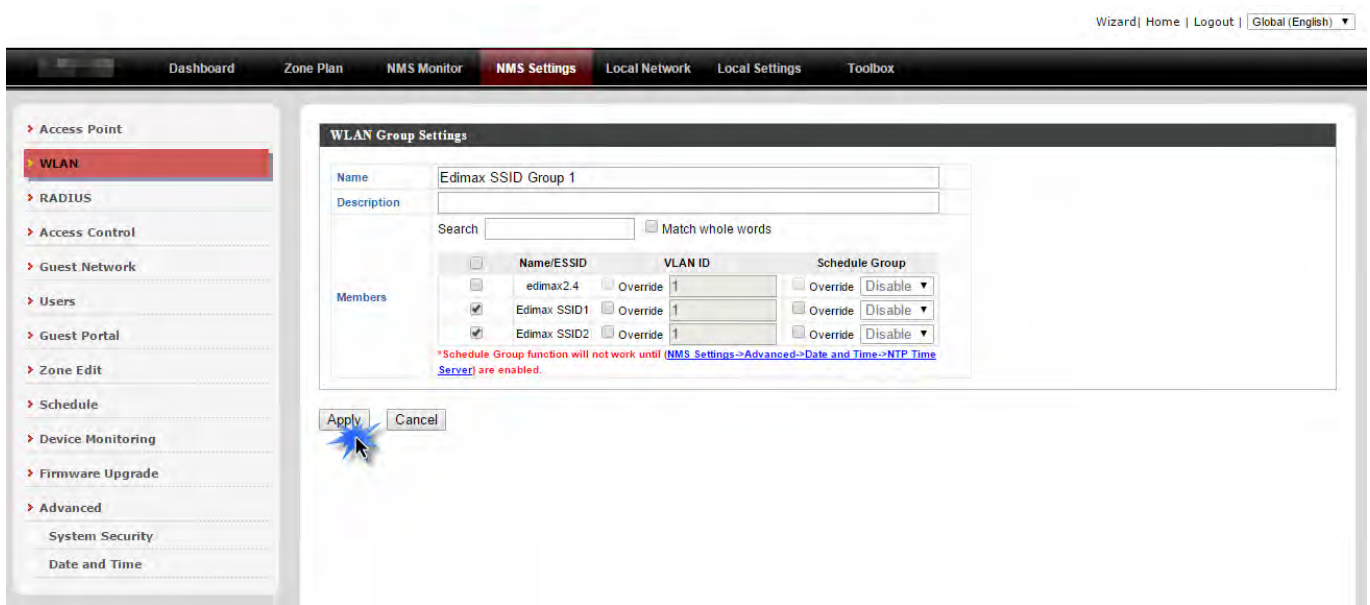 Wizard| Home | Logout | Global (English) ▼
Dashboard Zone Plan NMS Monitor NMS Settings Local Network Local Settings Toolbox
Access Point
WLAN
RADIUS
Access Control
Guest Network
Users
Guest Portal
Zone Edit
Schedule
Device Monitoring
Firmware Upgrade
Advanced
System Security
Date and Time
WLAN Group Settings
Name Edimax SSID Group 1
Description
Search Match whole words
Members
Name/ESSID VLAN ID Schedule Group
edimax2.4 Override 1 Override Disable ▼
Edimax SSID1 Override 1 Override Disable ▼
Edimax SSID2 Override 1 Override Disable ▼
*Schedule Group function will not work until (NMS Settings->Advanced->Date and Time->NTP Time
Server) are enabled.
Apply Cancel